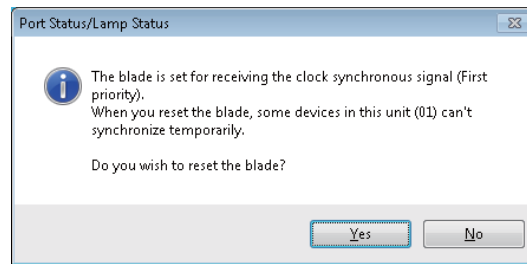 Port Status/Lamp Status
The blade is set for receiving the clock synchronous signal (First
priority).
When you reset the blade, some devices in this unit (01) can't
synchronize temporarily.
Do you wish to reset the blade?
Yes
No